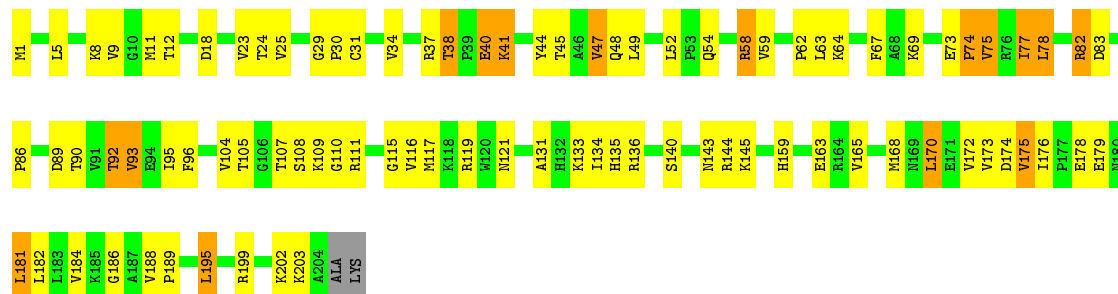 M1 L5 K8 V9 G10 M11 T12 D18 V23 T24 V25 G29 P30 C31 V34 R37 T38 P39 E40 K41 Y44 T45 A46 V47 Q48 L49 L52 P53 Q54 R58 V59 P62 L63 K64 F67 A68 K69 E73 P74 V75 R76 I77 L78 R82 D83
P86 D89 T90 V91 T92 V93 E94 I95 F96 V104 T105 G106 T107 S108 K109 G110 R111 G115 V116 M117 K118 R119 W120 N121 A131 H132 K133 I134 H135 R136 S140 N143 R144 K145 H159 E163 R164 V165 M168 N169 L170 E171 V172 V173 D174 V175 I176 P177 E178 E179 N180
L181 L182 L183 V184 K185 G186 A187 V188 P189 L195 R199 K202 K203 A204 ALA LYS